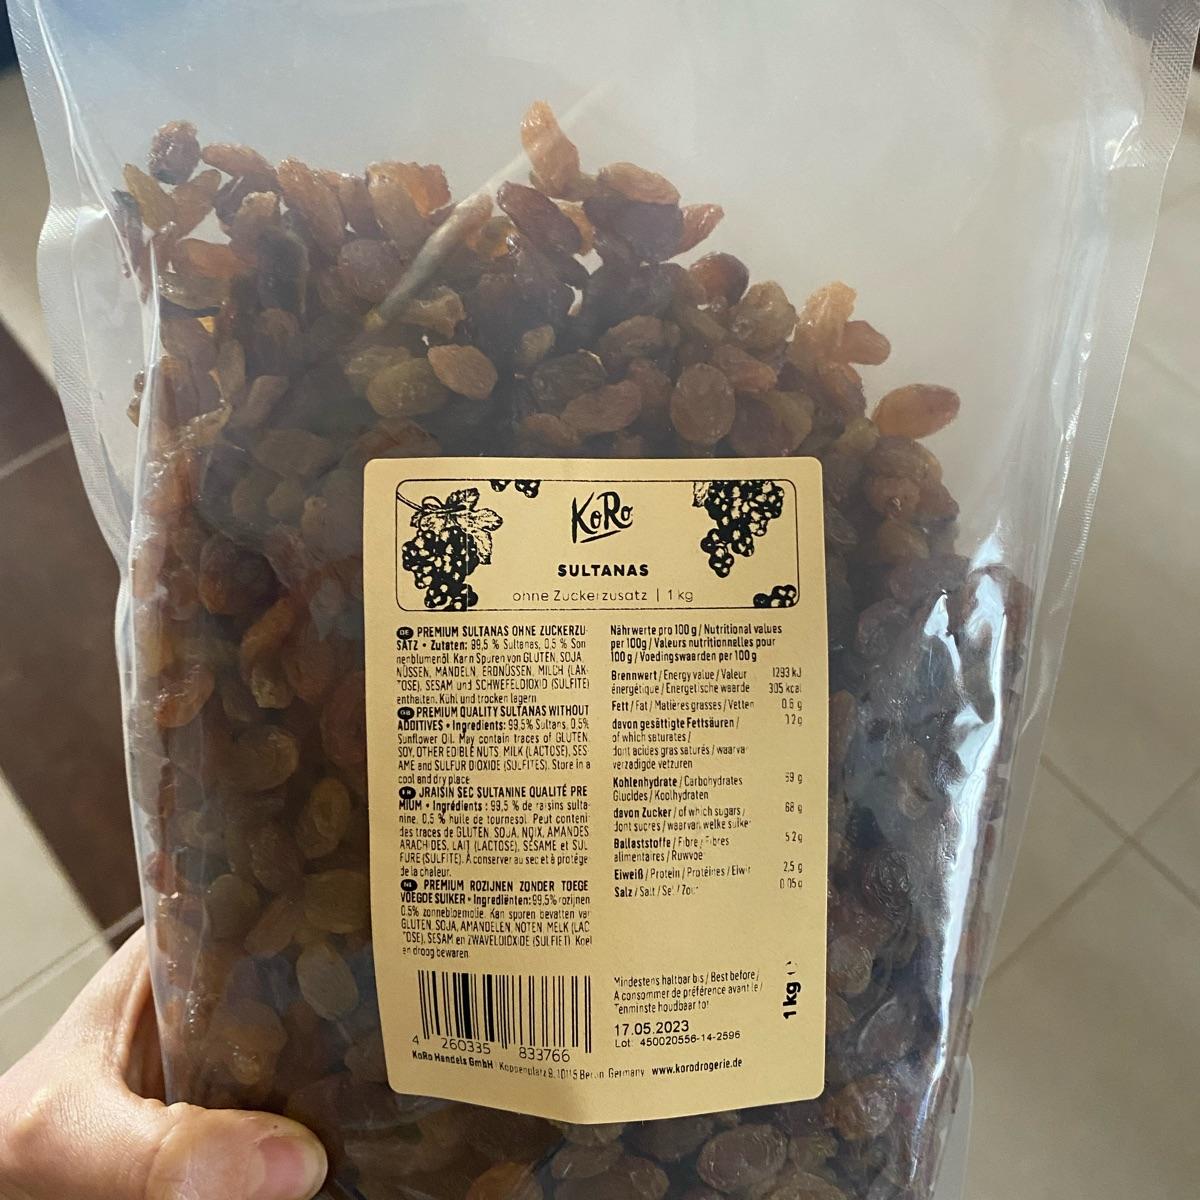 KoRo
SULTANAS
ohne Zuckerzusatz | 1 kg
DE PREMIUM SULTANAS OHNE ZUCKERZU-
SATZ • Zutaten: 99,5 % Sultanas, 0,5 % Son
nenblumenöl. Kann Spuren von GLUTEN, SOJA,
NÜSSEN, MANDELN, ERDNÜSSEN, MILCH (LAK-
TOSE), SESAM und SCHWEFELDIOXID (SULFITE)
enthalten. Kühl und trocken lagern
GB PREMIUM QUALITY SULTANAS WITHOUT
ADDITIVES • Ingredients: 99.5% Sultans, 0.5%
Sunflower Oil. May contain traces of GLUTEN,
SOY, OTHER EDIBLE NUTS, MILK (LACTOSE), SES-
AME and SULFUR DIOXIDE (SULFITES). Store in a
cool and dry place
FR JRAISIN SEC SULTANINE QUALITÉ PRE
MIUM • Ingrédients : 99,5 % de raisins sulta-
nine, 0,5 % huile de tournesol. Peut conteni
des traces de GLUTEN, SOJA, NOIX, AMANDES
ARACHIDES, LAIT (LACTOSE), SÉSAME et SUL
FURE (SULFITE). À conserver au sec et à protége
de la chaleur.
NL PREMIUM ROZIJNEN ZONDER TOEGE
VOEGDE SUIKER • Ingrediënten: 99,5% rozijnen
0,5% zonnebloemolie. Kan sporen bevatten van
GLUTEN, SOJA, AMANDELEN, NOTEN, MELK (LAC
TOSE), SESAM en ZWAVELDIOXIDE (SULFIET) Koel
en droog bewaren
Nährwerte pro 100 g / Nutritional values
per 100g / Valeurs nutritionnelles pour
100 g / Voedingswaarden per 100 g
Brennwert / Energy value / Valeur 1293 kJ
énergétique / Energetische waarde 305 kcal
Fett / Fat / Matières grasses / Vetten 0.6 g
davon gesättigte Fettsäuren / 12g
of which saturates /
dont acides gras saturés / waarva
verzadigde vetzuren
Kohlenhydrate / Carbohydrates 69 g
Glucides / Koolhydraten
davon Zucker / of which sugars / 68 g
dont sucres / waarvan welke suike
Ballaststoffe / Fibre / Fibres 5 2 g
alimentaires / Ruwvoe
Eiweiß / Protein / Protéines / Eiwi 2,5 g
Salz / Salt / Sel / Zou 0 05 g
Mindestens haltbar bis / Best before /
A consommer de préférence avant le /
Tenminste houdbaar tot
17.05.2023
Lot: 450020556-14-2596
1 kg e
4 260335 833766
KoRo Handels GmbH Koppenplatz 9, 10115 Berlin Germany www.korodrogerie.de